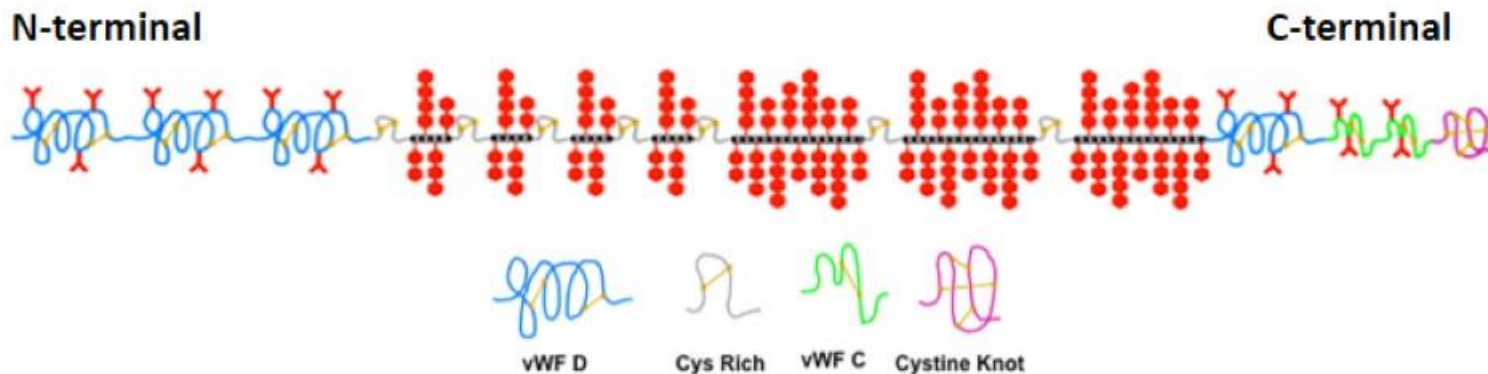 N-terminal
C-terminal
vWF D
Cys Rich
vWF C
Cystine Knot